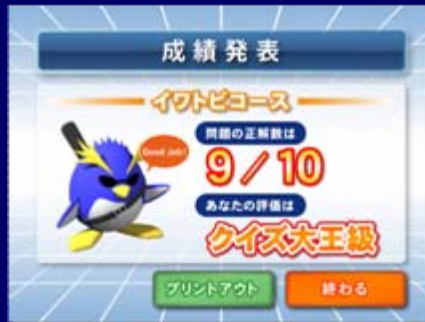 成績発表
イワトビコース
Good Job!
問題の正解数は
9/10
あなたの評価は
クイズ大王級
プリントアウト
終わる